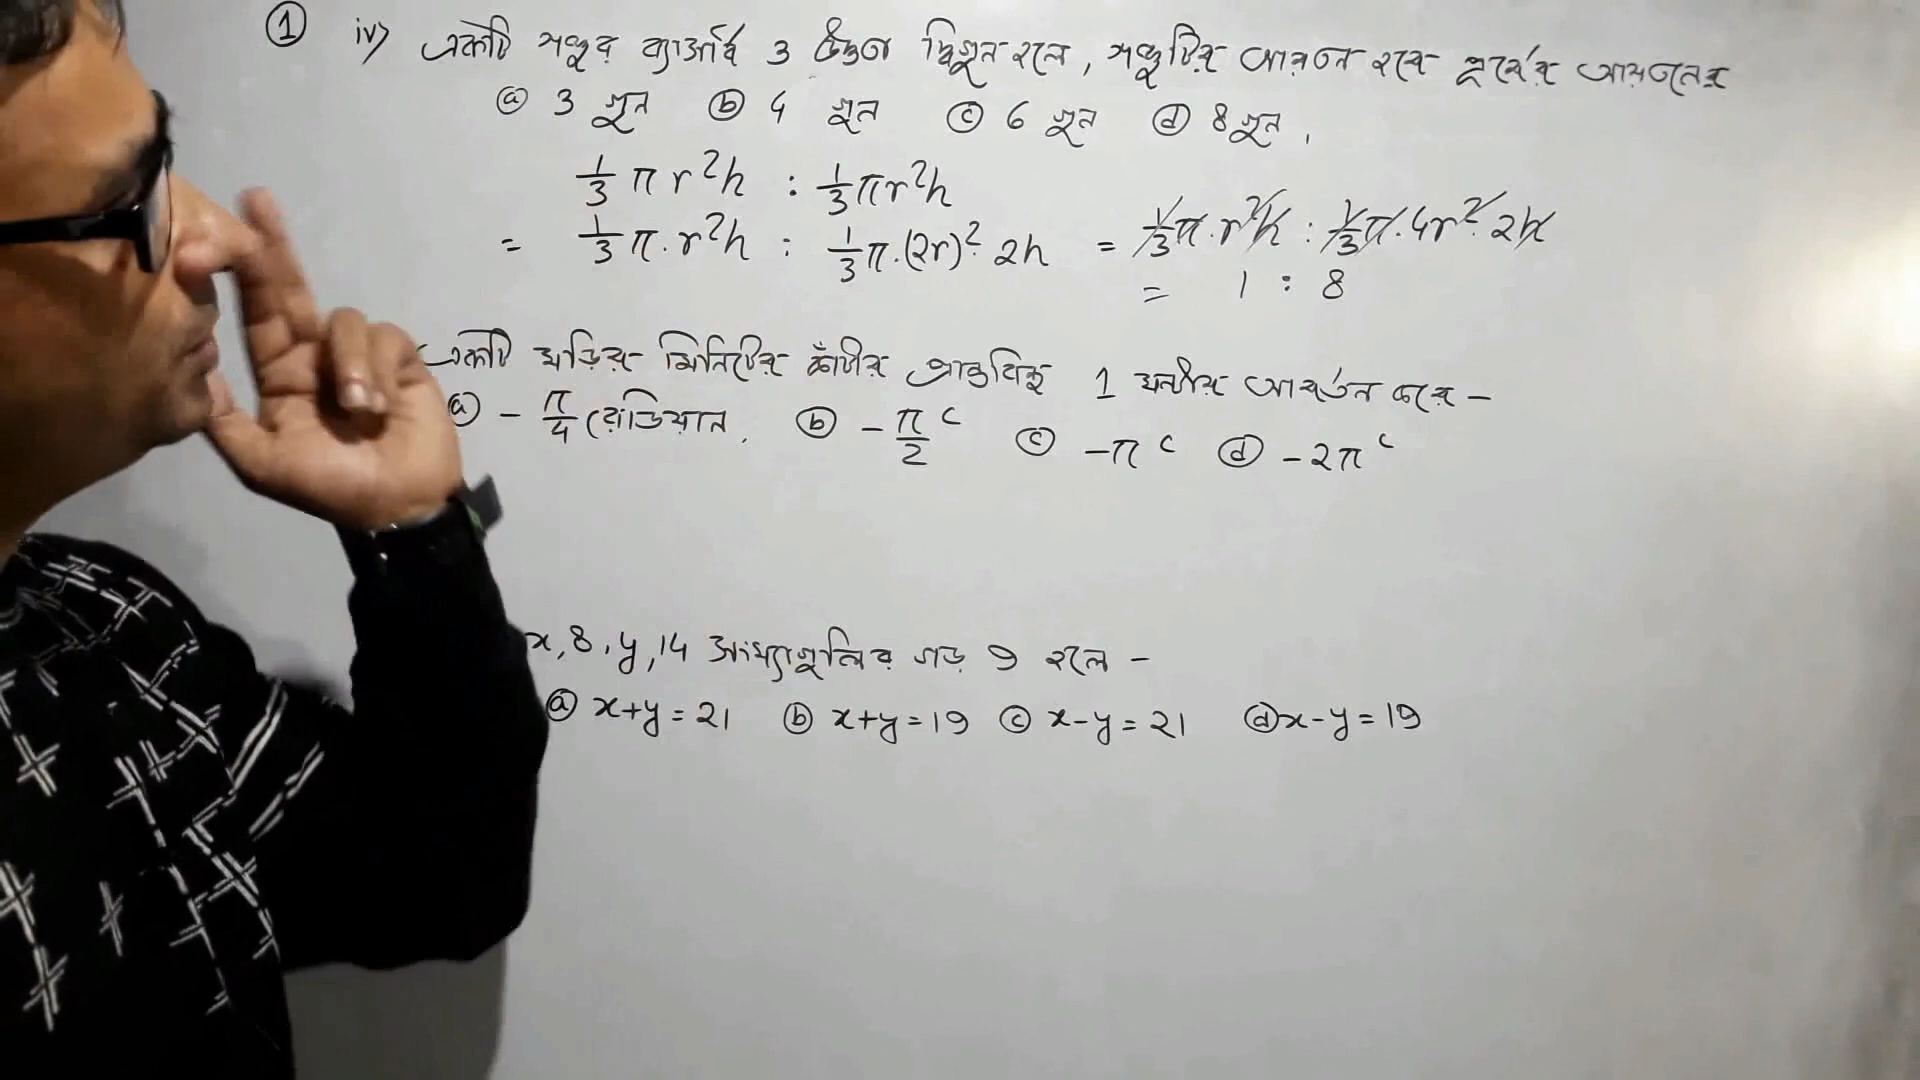 ① iv) একটি শঙ্কুর ব্যাসার্ধ ও উচ্চতা দ্বিগুন হলে, শঙ্কুটির আয়তন হবে পূর্বের আয়তনের
ⓐ 3 গুন ⓑ 4 গুন ⓒ 6 গুন ⓓ 8 গুন,
1/3 π r²h : 1/3 πr²h
= 1/3 π. r²h : 1/3 π.(2r)². 2h = 1/3 π. r²h : 1/3 π. 4r². 2h
= 1 : 8
একটি ঘড়ির মিনিটের কাঁটার প্রান্তবিন্দু 1 ঘন্টায় আবর্তন করে –
ⓐ – π/4 রেডিয়ান, ⓑ – π/2 ᶜ ⓒ –π ᶜ ⓓ –2π ᶜ
x, 8, y, 14 সংখ্যাগুলির গড় 9 হলে –
ⓐ x+y = 21 ⓑ x+y = 19 ⓒ x–y = 21 ⓓ x–y = 19